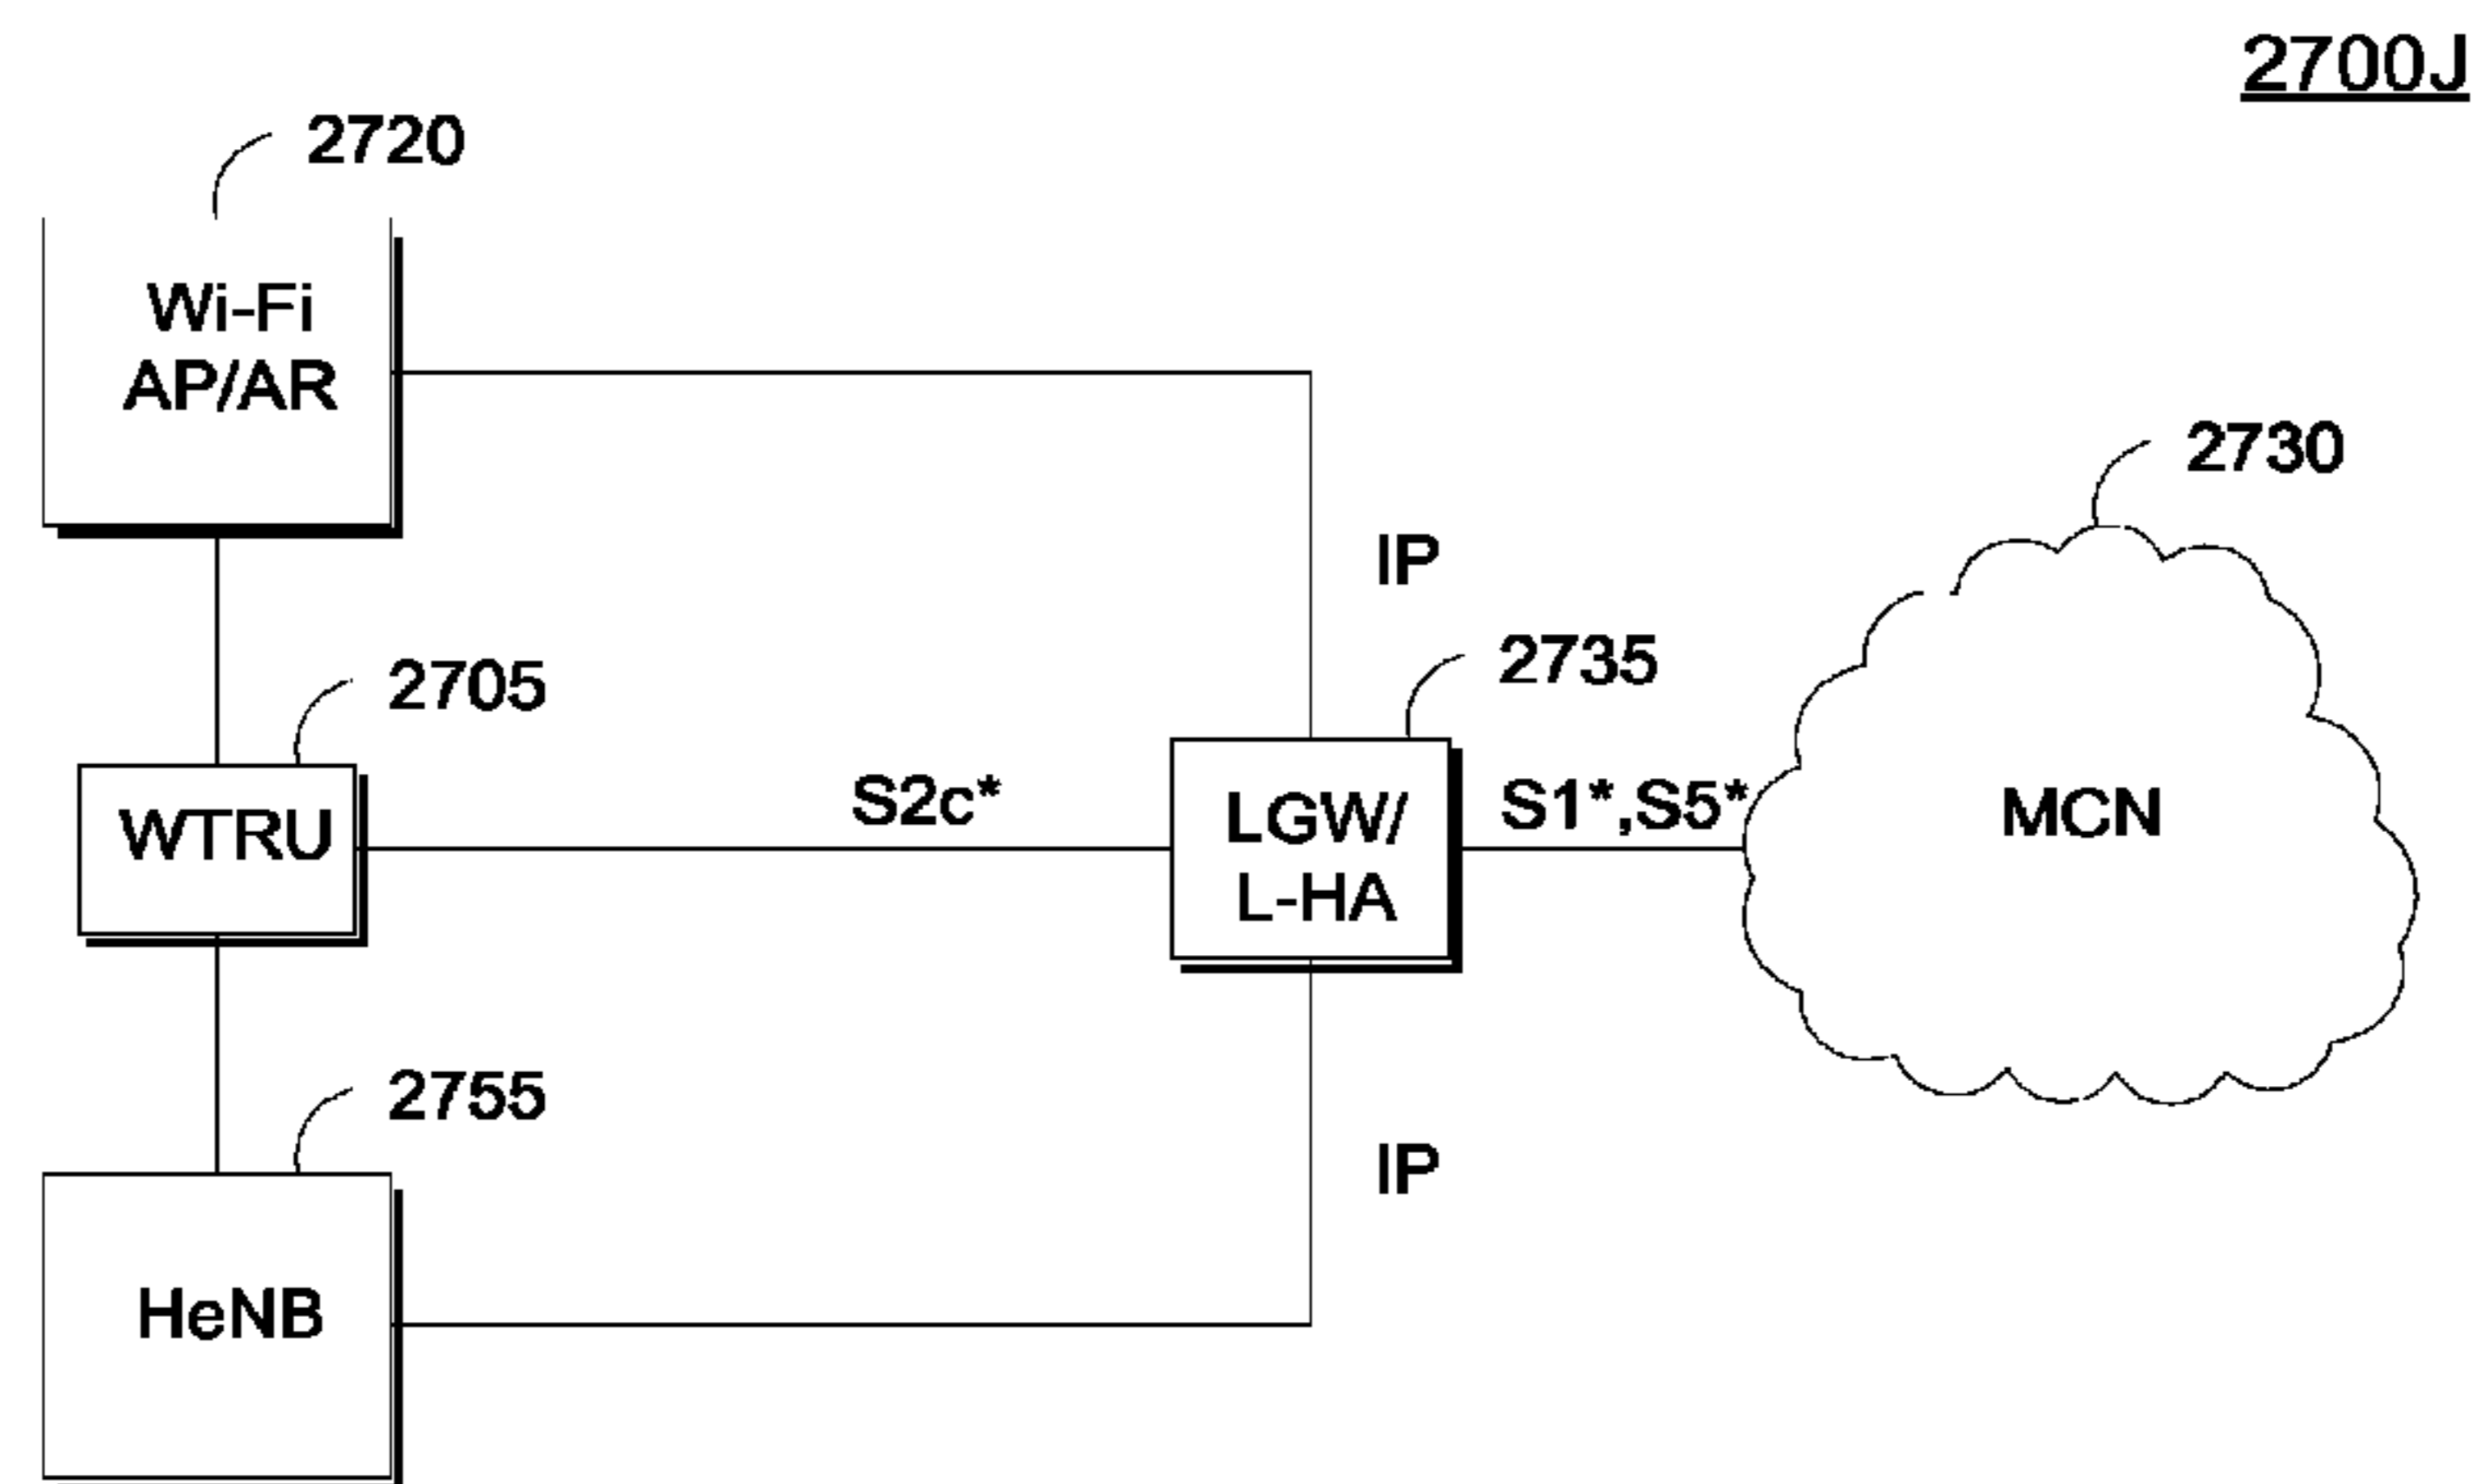 2700J
2720
Wi-Fi
AP/AR
2730
IP
2735
2705
S2c*
LGW/
L-HA
S1*,S5*
MCN
WTRU
2755
IP
HeNB